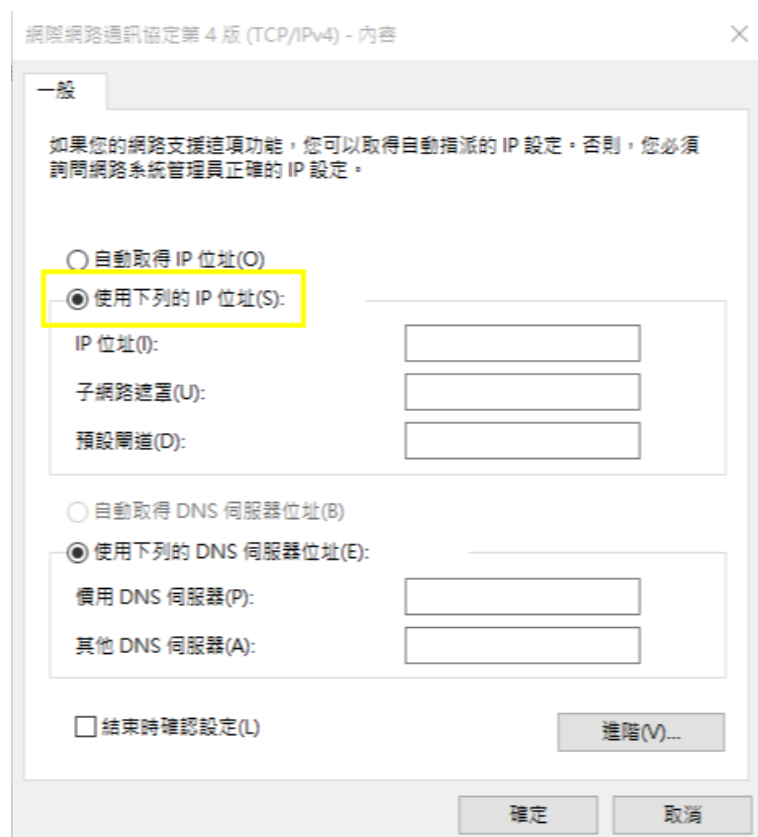 網際網路通訊協定第 4 版 (TCP/IPv4) - 內容
一般
如果您的網路支援這項功能，您可以取得自動指派的 IP 設定。否則，您必須
詢問網路系統管理員正確的 IP 設定。
自動取得 IP 位址(O)
使用下列的 IP 位址(S):
IP 位址(I):
子網路遮罩(U):
預設閘道(D):
自動取得 DNS 伺服器位址(B)
使用下列的 DNS 伺服器位址(E):
慣用 DNS 伺服器(P):
其他 DNS 伺服器(A):
結束時確認設定(L)
進階(V)...
確定
取消